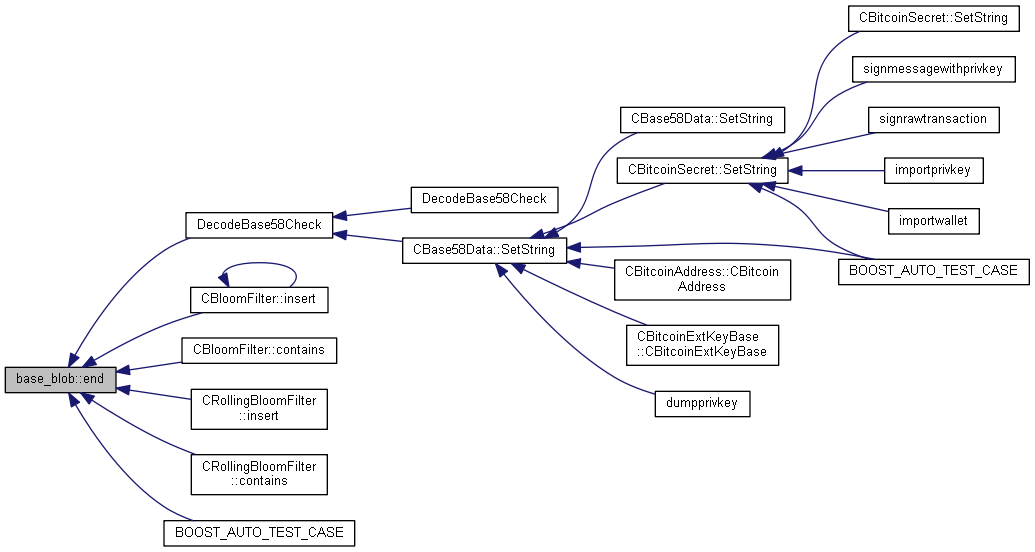 CBitcoinSecret::SetString
signmessagewithprivkey
CBase58Data::SetString
signrawtransaction
CBitcoinSecret::SetString
importprivkey
DecodeBase58Check
importwallet
DecodeBase58Check
CBase58Data::SetString
BOOST_AUTO_TEST_CASE
CBitcoinAddress::CBitcoin
Address
CBloomFilter::insert
CBitcoinExtKeyBase
::CBitcoinExtKeyBase
CBloomFilter::contains
base_blob::end
CRollingBloomFilter
::insert
dumpprivkey
CRollingBloomFilter
::contains
BOOST_AUTO_TEST_CASE